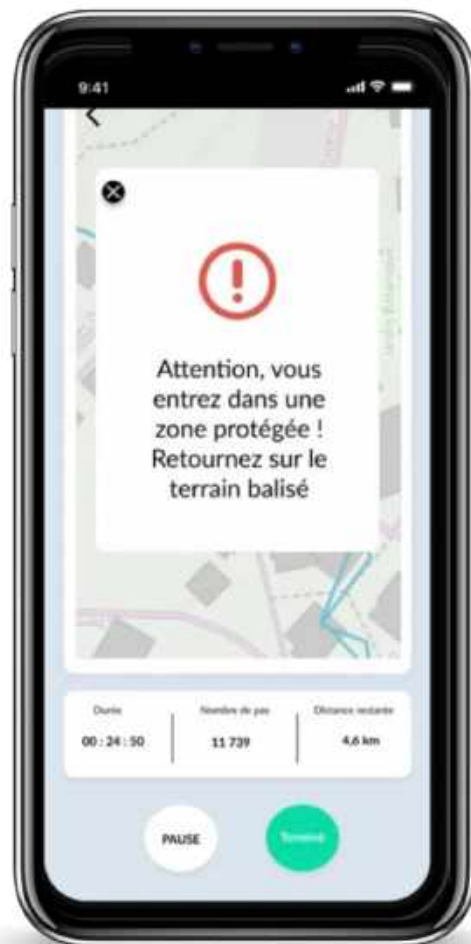 9:41
Attention, vous
entrez dans une
zone protégée !
Retournez sur le
terrain balisé
Durée
Nombre de pas
Distance restante
00 : 24 : 50
11 739
4,6 km
PAUSE
Terminé